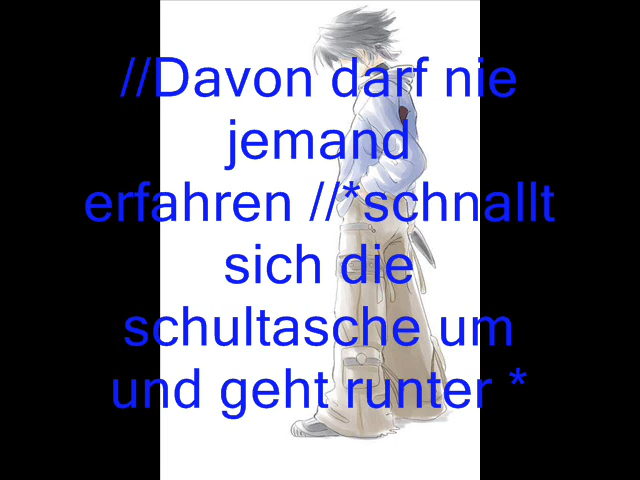 //Davon darf nie
jemand
erfahren //*schnallt
sich die
schultasche um
und geht runter *